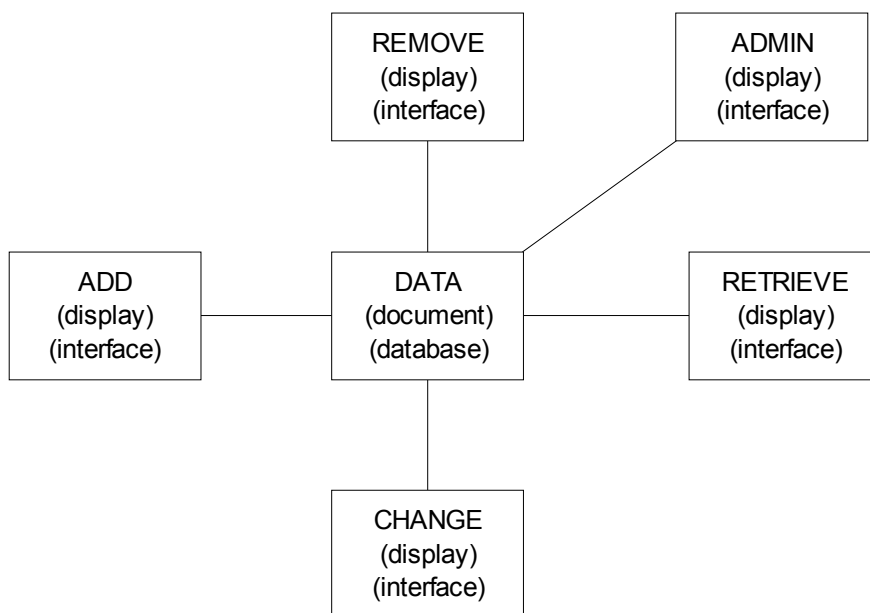 REMOVE
(display)
(interface)
ADMIN
(display)
(interface)
ADD
(display)
(interface)
DATA
(document)
(database)
RETRIEVE
(display)
(interface)
CHANGE
(display)
(interface)